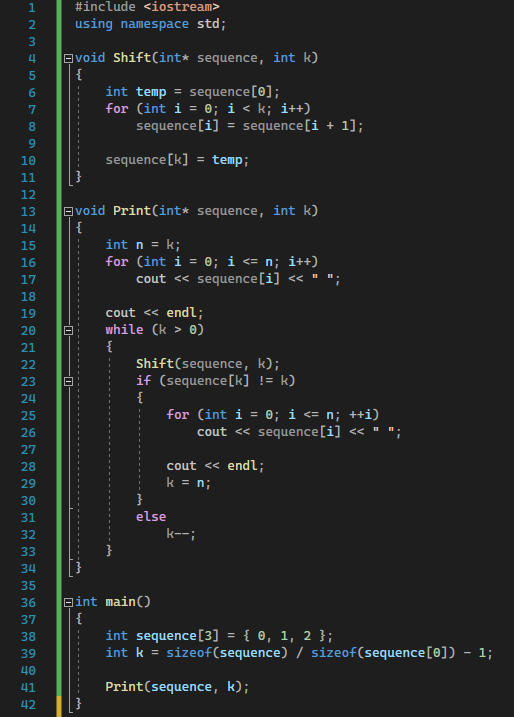 1 #include <iostream>
2 using namespace std;
3
4 void Shift(int* sequence, int k)
5 {
6 int temp = sequence[0];
7 for (int i = 0; i < k; i++)
8 sequence[i] = sequence[i + 1];
9
10 sequence[k] = temp;
11 }
12
13 void Print(int* sequence, int k)
14 {
15 int n = k;
16 for (int i = 0; i <= n; i++)
17 cout << sequence[i] << " ";
18
19 cout << endl;
20 while (k > 0)
21 {
22 Shift(sequence, k);
23 if (sequence[k] != k)
24 {
25 for (int i = 0; i <= n; ++i)
26 cout << sequence[i] << " ";
27
28 cout << endl;
29 k = n;
30 }
31 else
32 k--;
33 }
34 }
35
36 int main()
37 {
38 int sequence[3] = { 0, 1, 2 };
39 int k = sizeof(sequence) / sizeof(sequence[0]) - 1;
40
41 Print(sequence, k);
42 }